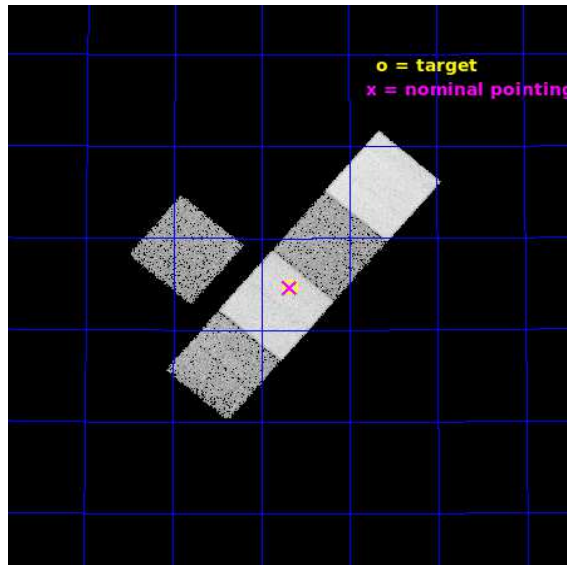 o = target
x = nominal pointing